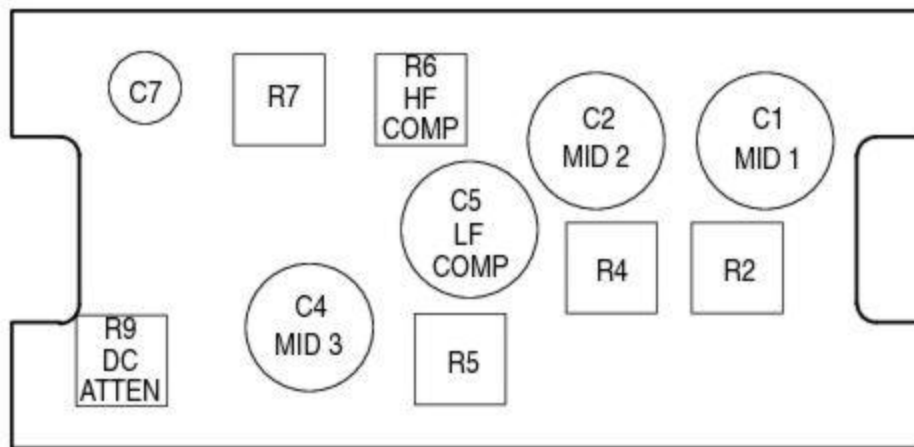 C7
R7
R6
HF
COMP
C2
MID 2
C1
MID 1
C5
LF
COMP
R4
R2
C4
MID 3
R9
DC
ATTEN
R5